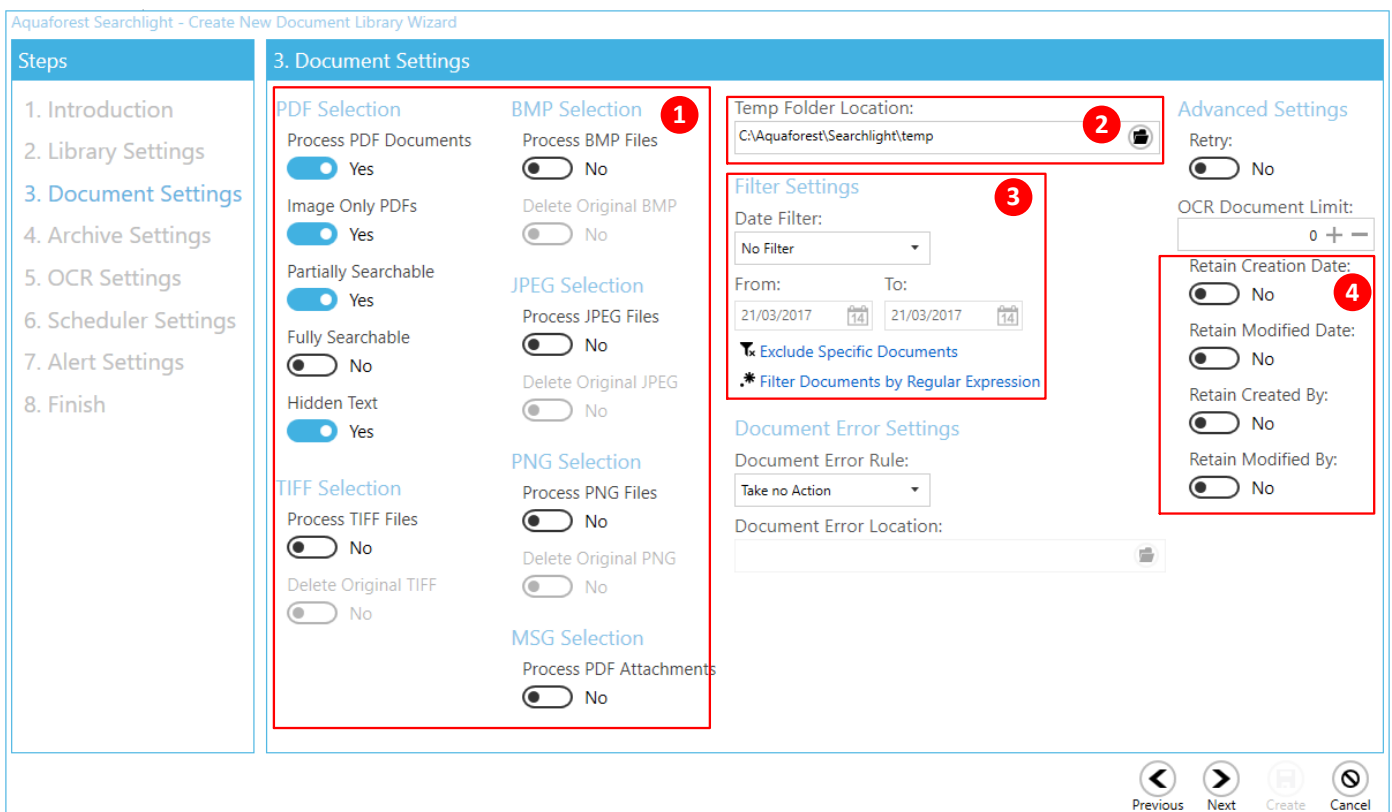 Aquaforest Searchlight - Create New Document Library Wizard
Steps
1. Introduction
2. Library Settings
3. Document Settings
4. Archive Settings
5. OCR Settings
6. Scheduler Settings
7. Alert Settings
8. Finish
3. Document Settings
PDF Selection
Process PDF Documents
Yes
Image Only PDFs
Yes
Partially Searchable
Yes
Fully Searchable
No
Hidden Text
Yes
TIFF Selection
Process TIFF Files
No
Delete Original TIFF
No
BMP Selection
1
Process BMP Files
No
Delete Original BMP
No
JPEG Selection
Process JPEG Files
No
Delete Original JPEG
No
PNG Selection
Process PNG Files
No
Delete Original PNG
No
MSG Selection
Process PDF Attachments
No
Temp Folder Location:
2
C:\Aquaforest\Searchlight\temp
Filter Settings
3
Date Filter:
No Filter
From: To:
21/03/2017 14 21/03/2017 14
Exclude Specific Documents
.* Filter Documents by Regular Expression
Document Error Settings
Document Error Rule:
Take no Action
Document Error Location:
Advanced Settings
Retry:
No
OCR Document Limit:
0 + −
Retain Creation Date:
No
4
Retain Modified Date:
No
Retain Created By:
No
Retain Modified By:
No
Previous Next Create Cancel